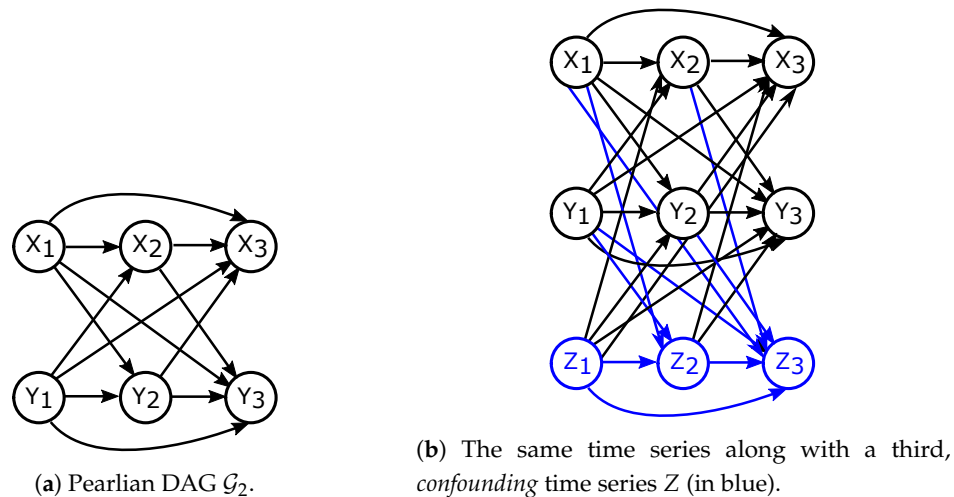 X1 X2 X3
Y1 Y2 Y3
(a) Pearlian DAG G2.
X1 X2 X3
Y1 Y2 Y3
Z1 Z2 Z3
(b) The same time series along with a third,
confounding time series Z (in blue).